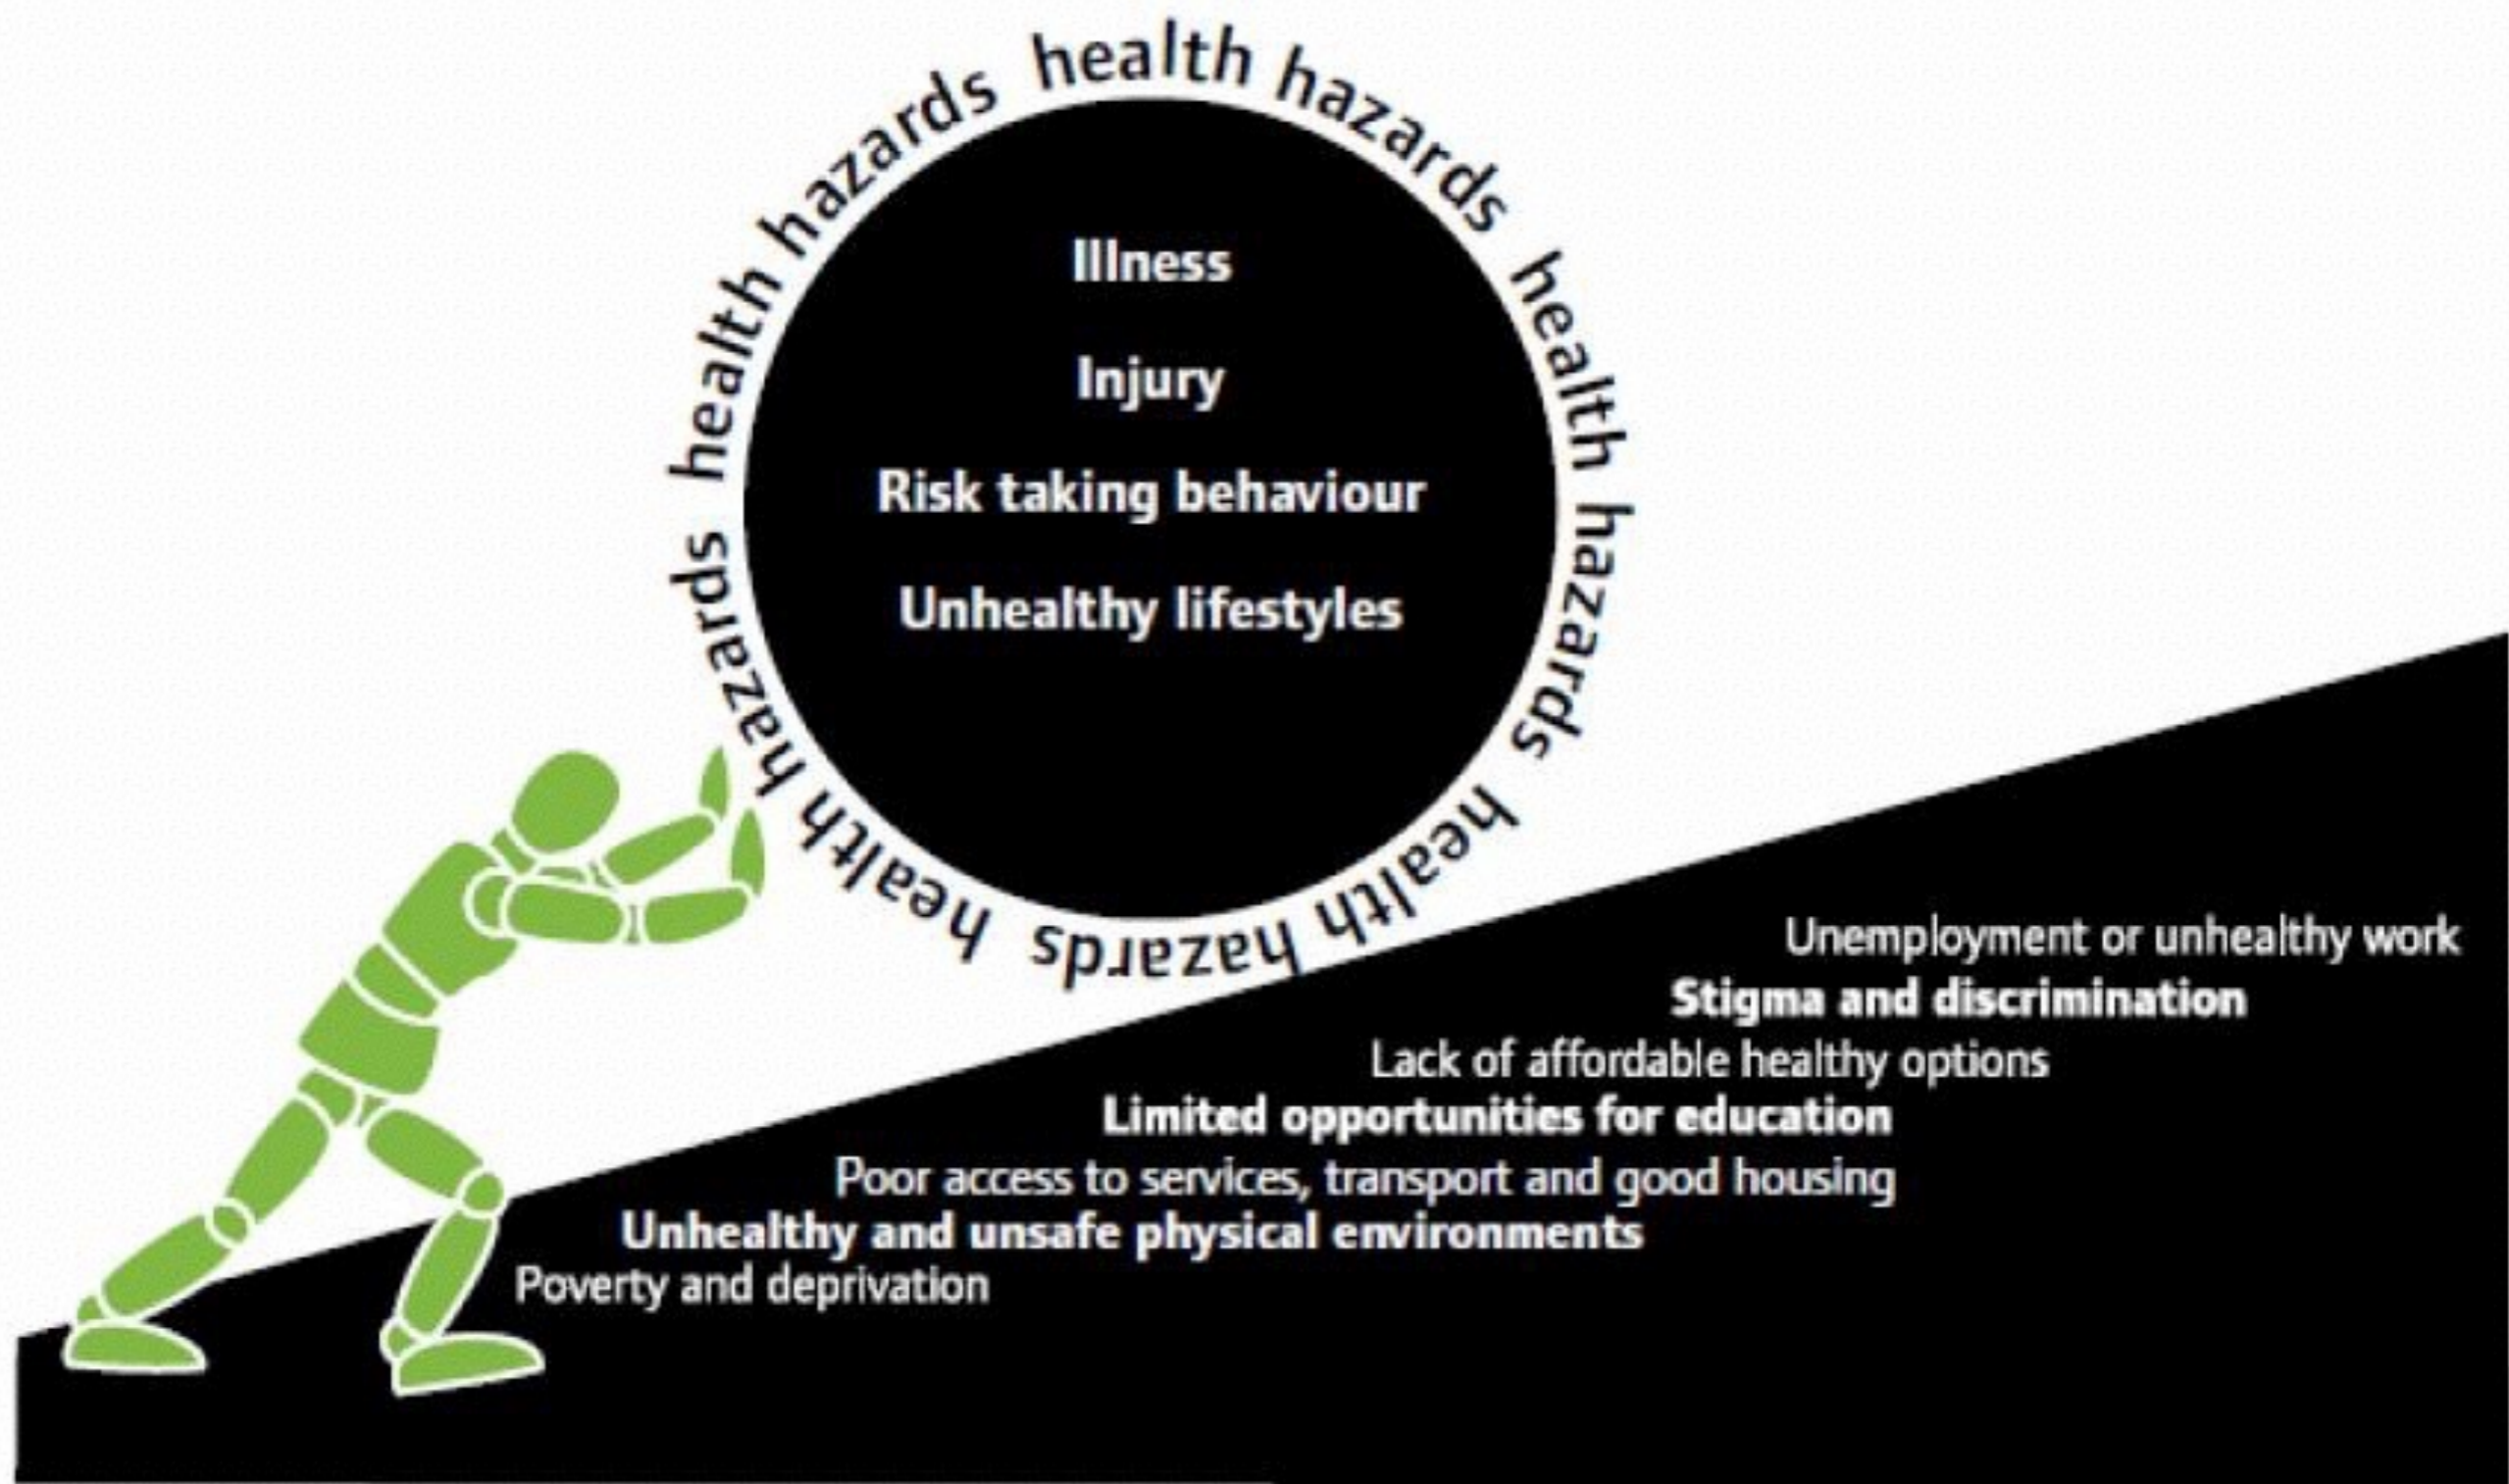 health hazards health hazards health hazards health hazards health hazards
Illness
Injury
Risk taking behaviour
Unhealthy lifestyles
Unemployment or unhealthy work
Stigma and discrimination
Lack of affordable healthy options
Limited opportunities for education
Poor access to services, transport and good housing
Unhealthy and unsafe physical environments
Poverty and deprivation